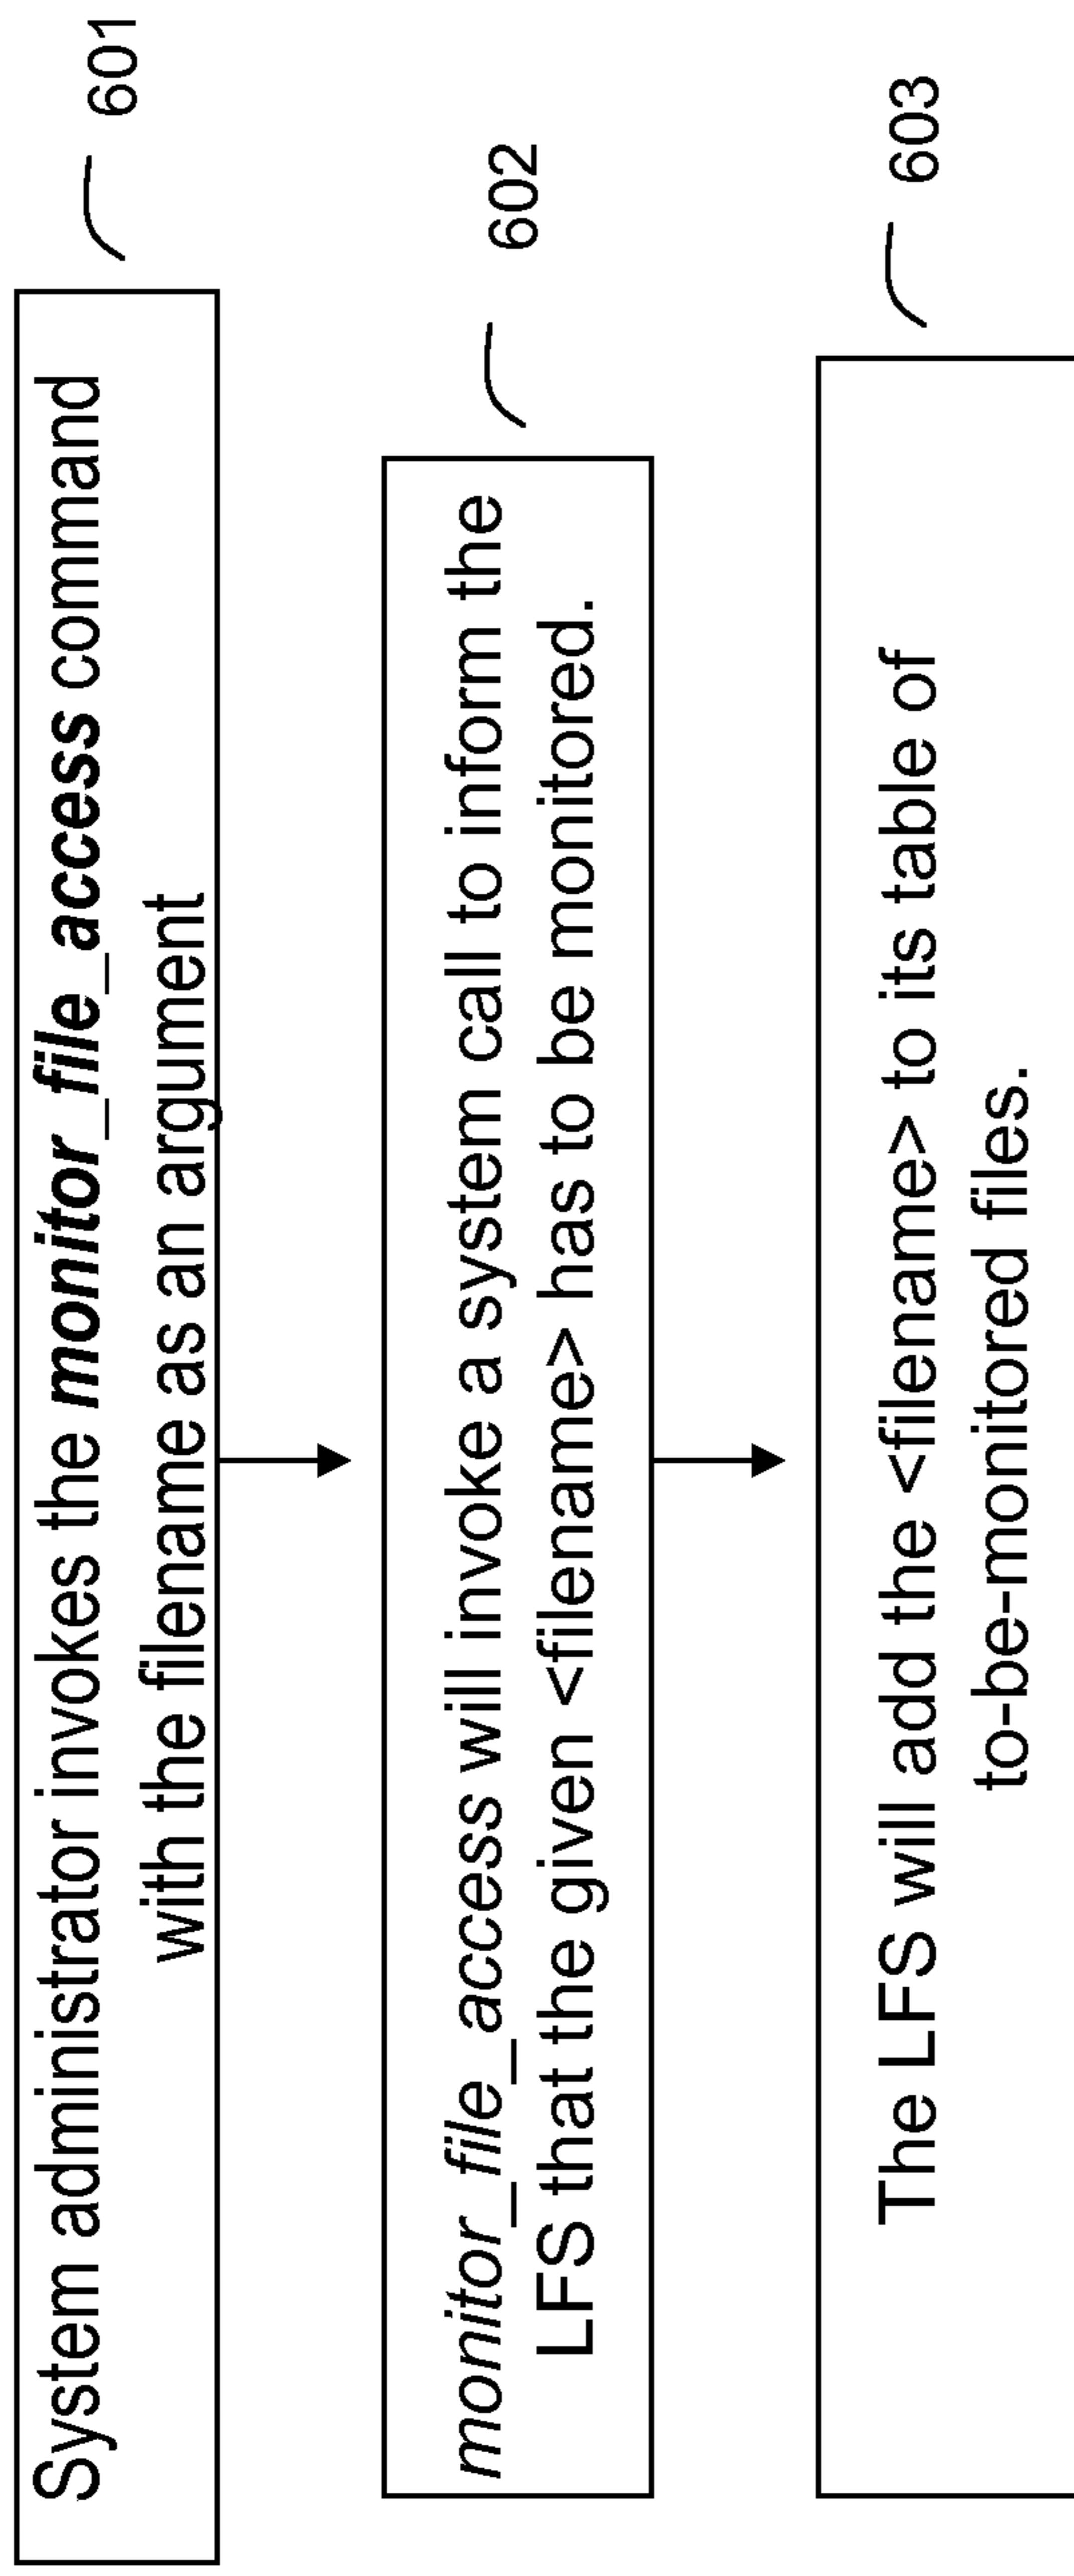 System administrator invokes the monitor_file_access command
with the filename as an argument
601
monitor_file_access will invoke a system call to inform the
LFS that the given <filename> has to be monitored.
602
The LFS will add the <filename> to its table of
to-be-monitored files.
603